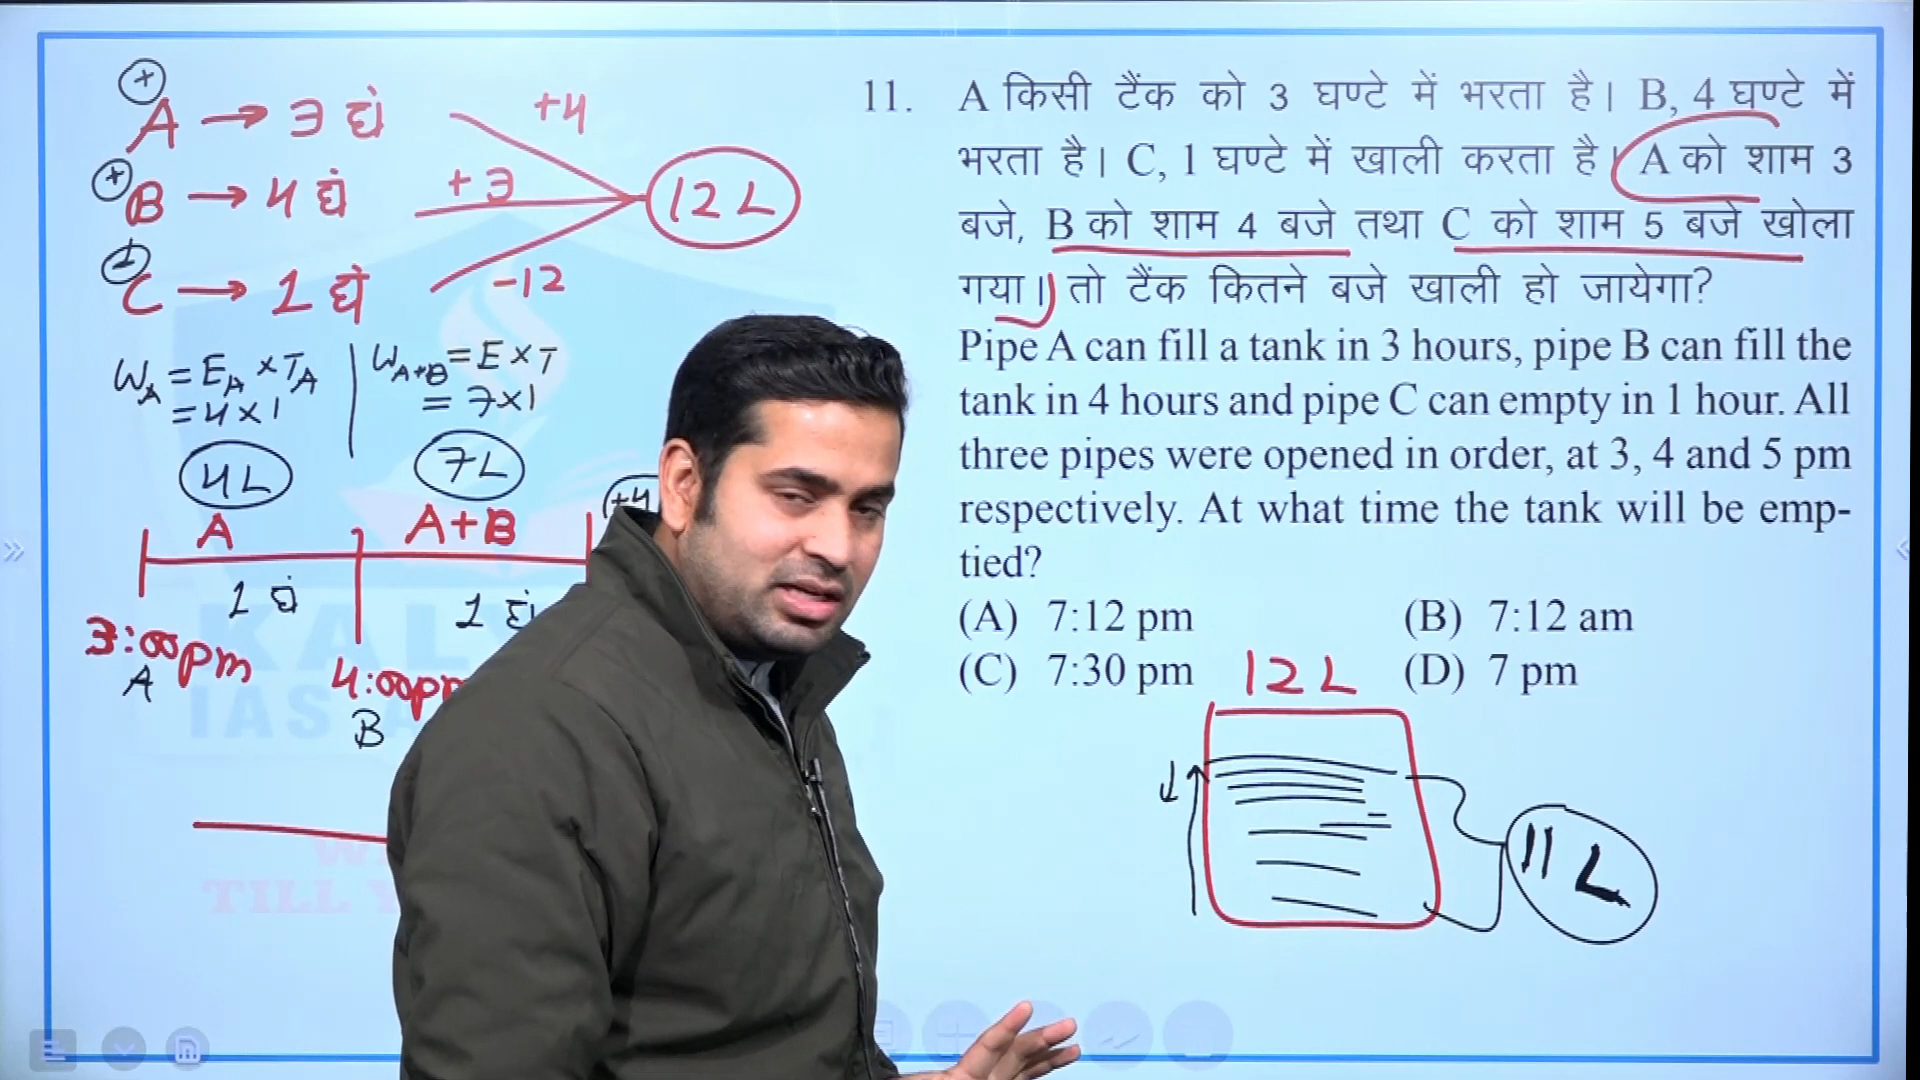 11. A किसी टैंक को 3 घण्टे में भरता है। B, 4 घण्टे में
भरता है। C, 1 घण्टे में खाली करता है। A को शाम 3
बजे, B को शाम 4 बजे तथा C को शाम 5 बजे खोला
गया। तो टैंक कितने बजे खाली हो जायेगा?
Pipe A can fill a tank in 3 hours, pipe B can fill the
tank in 4 hours and pipe C can empty in 1 hour. All
three pipes were opened in order, at 3, 4 and 5 pm
respectively. At what time the tank will be emp-
tied?
(A) 7:12 pm (B) 7:12 am
(C) 7:30 pm (D) 7 pm
A → 3 घं +4
B → 4 घं +3 12 L
C → 1 घं -12
W_A = E_A × T_A
= 4 × 1
4L
W_A+B = E × T
= 7 × 1
7L
A A+B
1 घं 1 घं
3:00pm 4:00p
A B
12 L
11 L
IAS
TILL